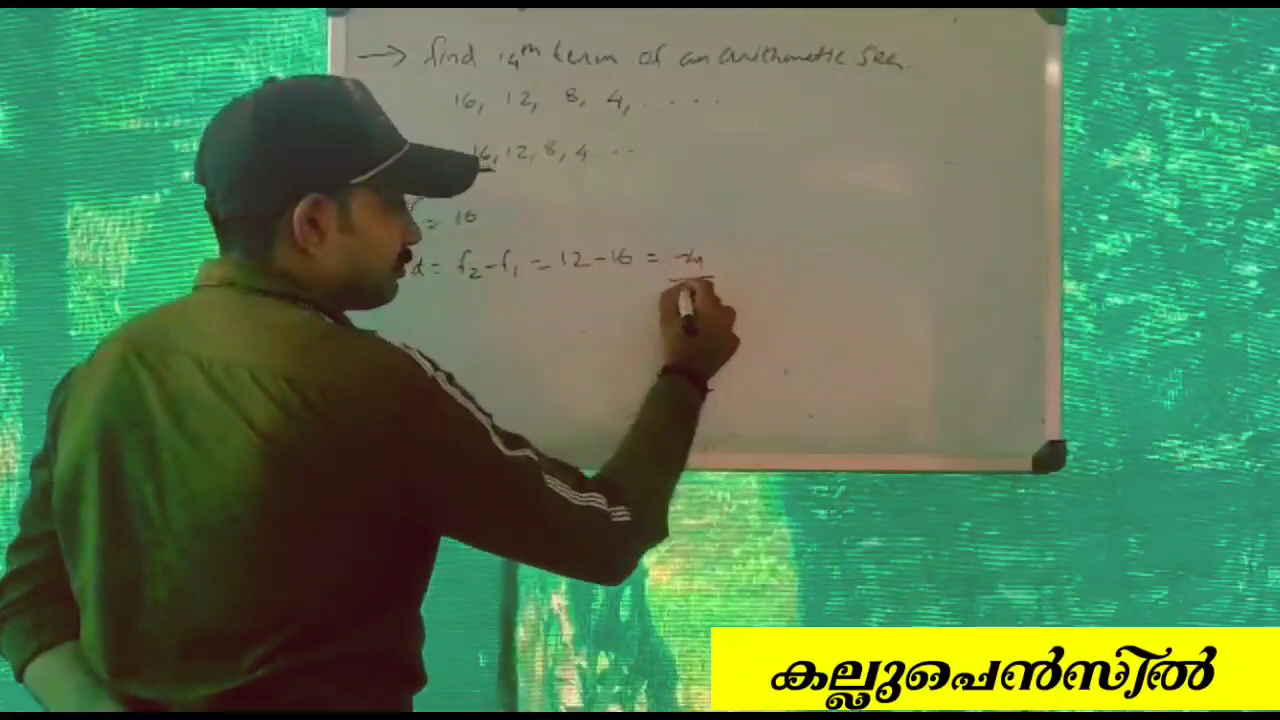 → find 14th term of an arithmetic seq.
16, 12, 8, 4, . . . .
16, 12, 8, 4 ..
= 16
d = f₂ - f₁ = 12 - 16 = -4
കല്ലുപെൻസിൽ